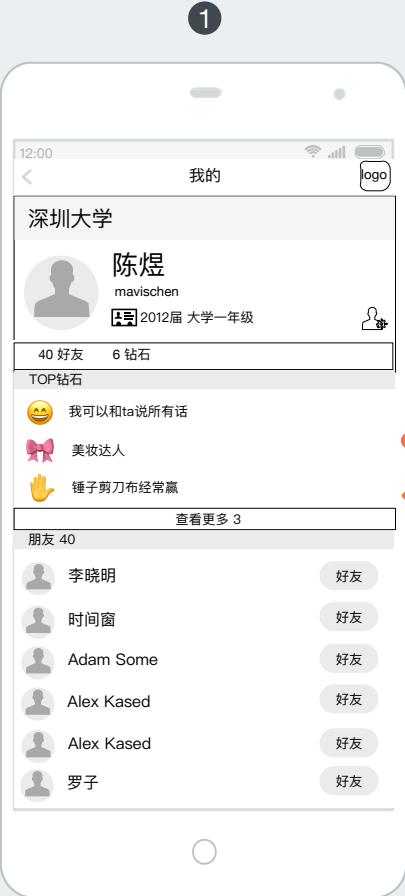 1
12:00
我的
logo
深圳大学
陈煜
mavischen
2012届 大学一年级
40 好友 6 钻石
TOP钻石
我可以和ta说所有话
美妆达人
锤子剪刀布经常赢
查看更多 3
朋友 40
李晓明 好友
时间窗 好友
Adam Some 好友
Alex Kased 好友
Alex Kased 好友
罗子 好友